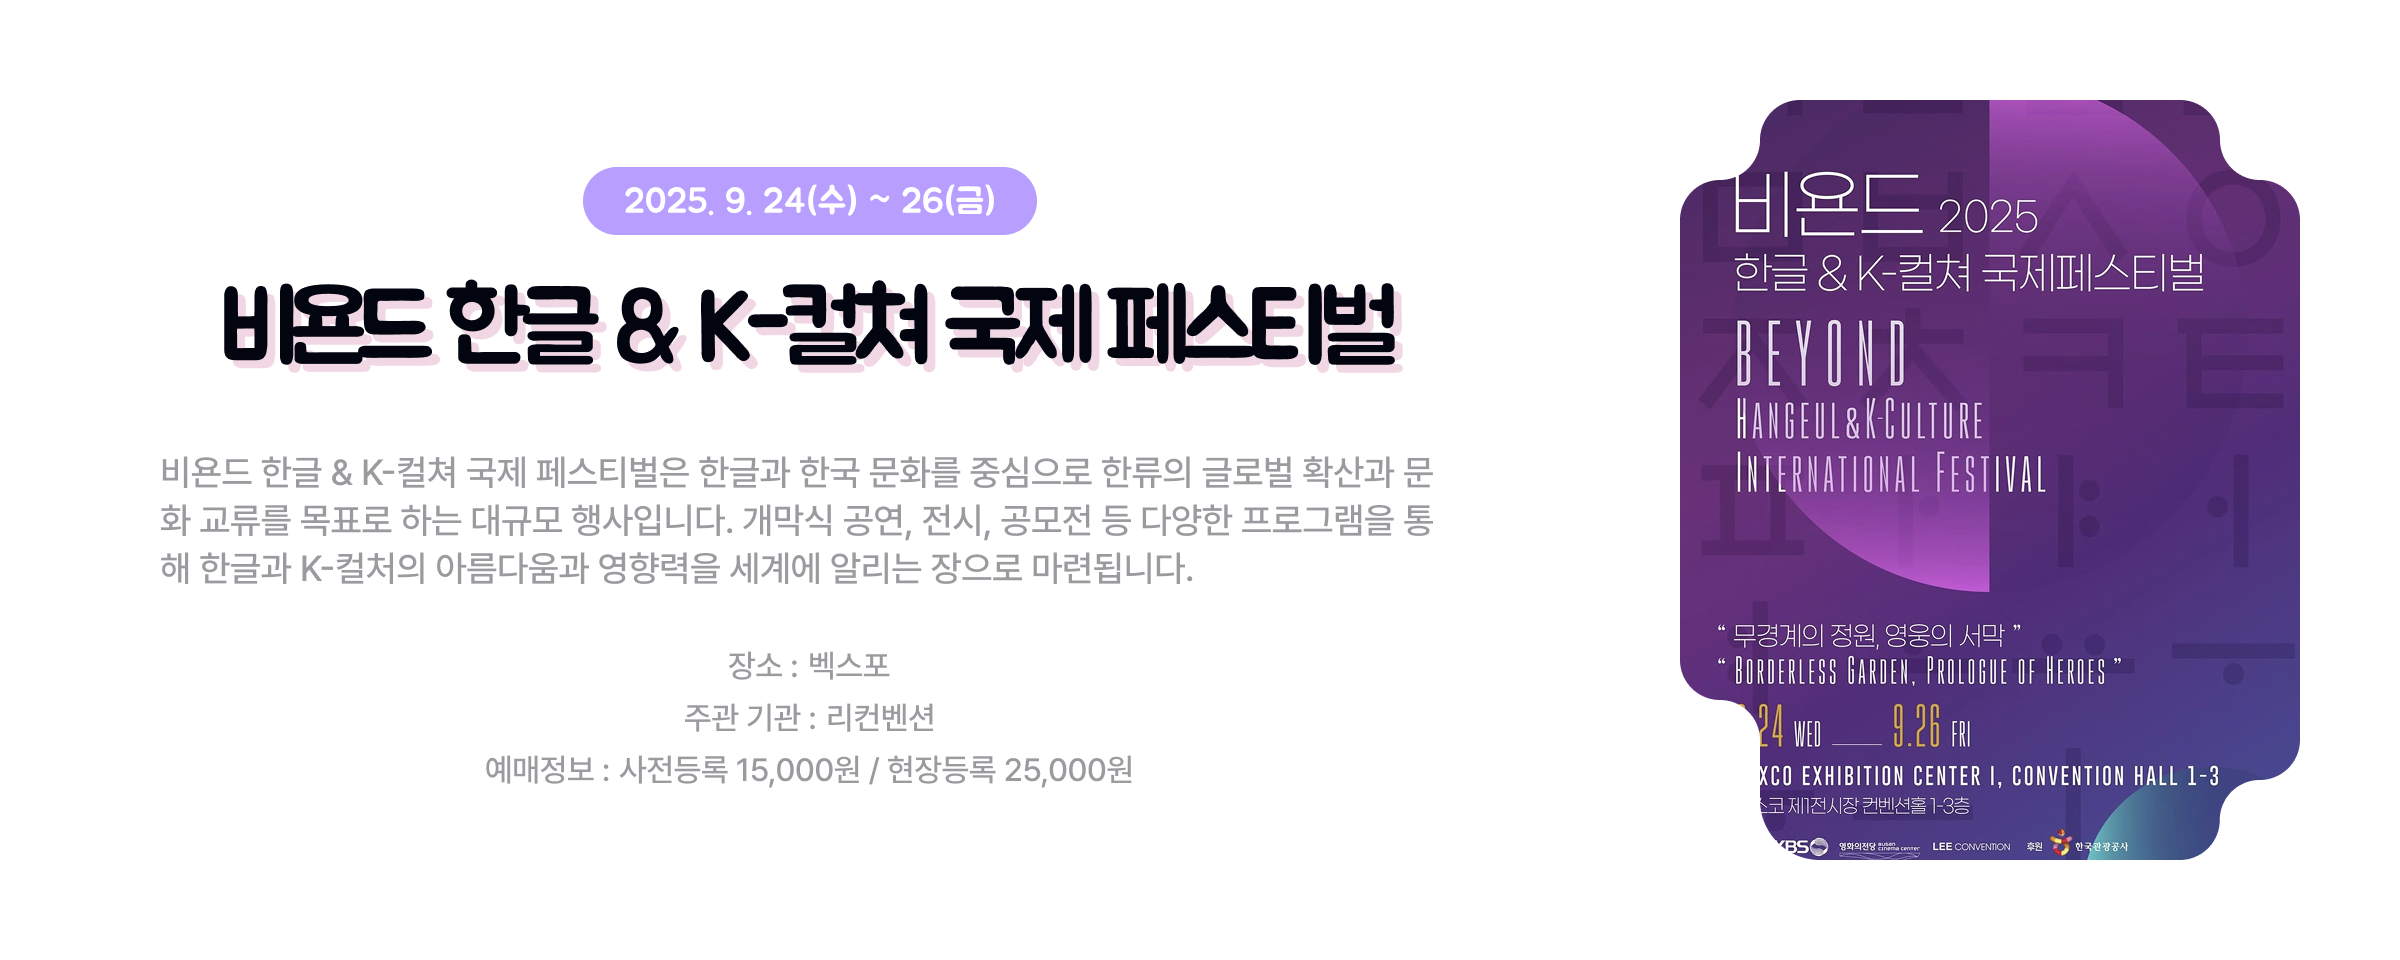 2025. 9. 24(수) ~ 26(금)
비욘드 한글 & K-컬쳐 국제 페스티벌
비욘드 한글 & K-컬쳐 국제 페스티벌은 한글과 한국 문화를 중심으로 한류의 글로벌 확산과 문
화 교류를 목표로 하는 대규모 행사입니다. 개막식 공연, 전시, 공모전 등 다양한 프로그램을 통
해 한글과 K-컬처의 아름다움과 영향력을 세계에 알리는 장으로 마련됩니다.
장소 : 벡스포
주관 기관 : 리컨벤션
예매정보 : 사전등록 15,000원 / 현장등록 25,000원
비욘드 2025
한글 & K-컬쳐 국제페스티벌
BEYOND
HANGEUL&K-CULTURE
INTERNATIONAL FESTIVAL
“ 무경계의 정원, 영웅의 서막 ”
“ BORDERLESS GARDEN, PROLOGUE OF HEROES ”
.24 WED 9.26 FRI
XCO EXHIBITION CENTER I, CONVENTION HALL 1-3
스코 제1전시장 컨벤션홀 1-3층
KBS 영화의전당 BUSAN cinema center LEE CONVENTION 후원 한국관광공사